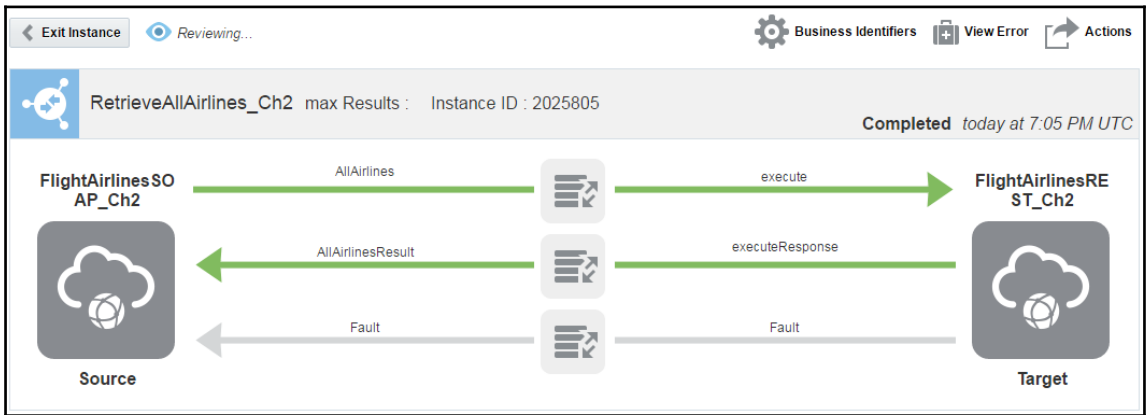 Exit Instance
Reviewing...
Business Identifiers
View Error
Actions
RetrieveAllAirlines_Ch2 max Results : Instance ID : 2025805
Completed today at 7:05 PM UTC
FlightAirlinesSO
AP_Ch2
AllAirlines
execute
FlightAirlinesRE
ST_Ch2
AllAirlinesResult
executeResponse
Fault
Fault
Source
Target